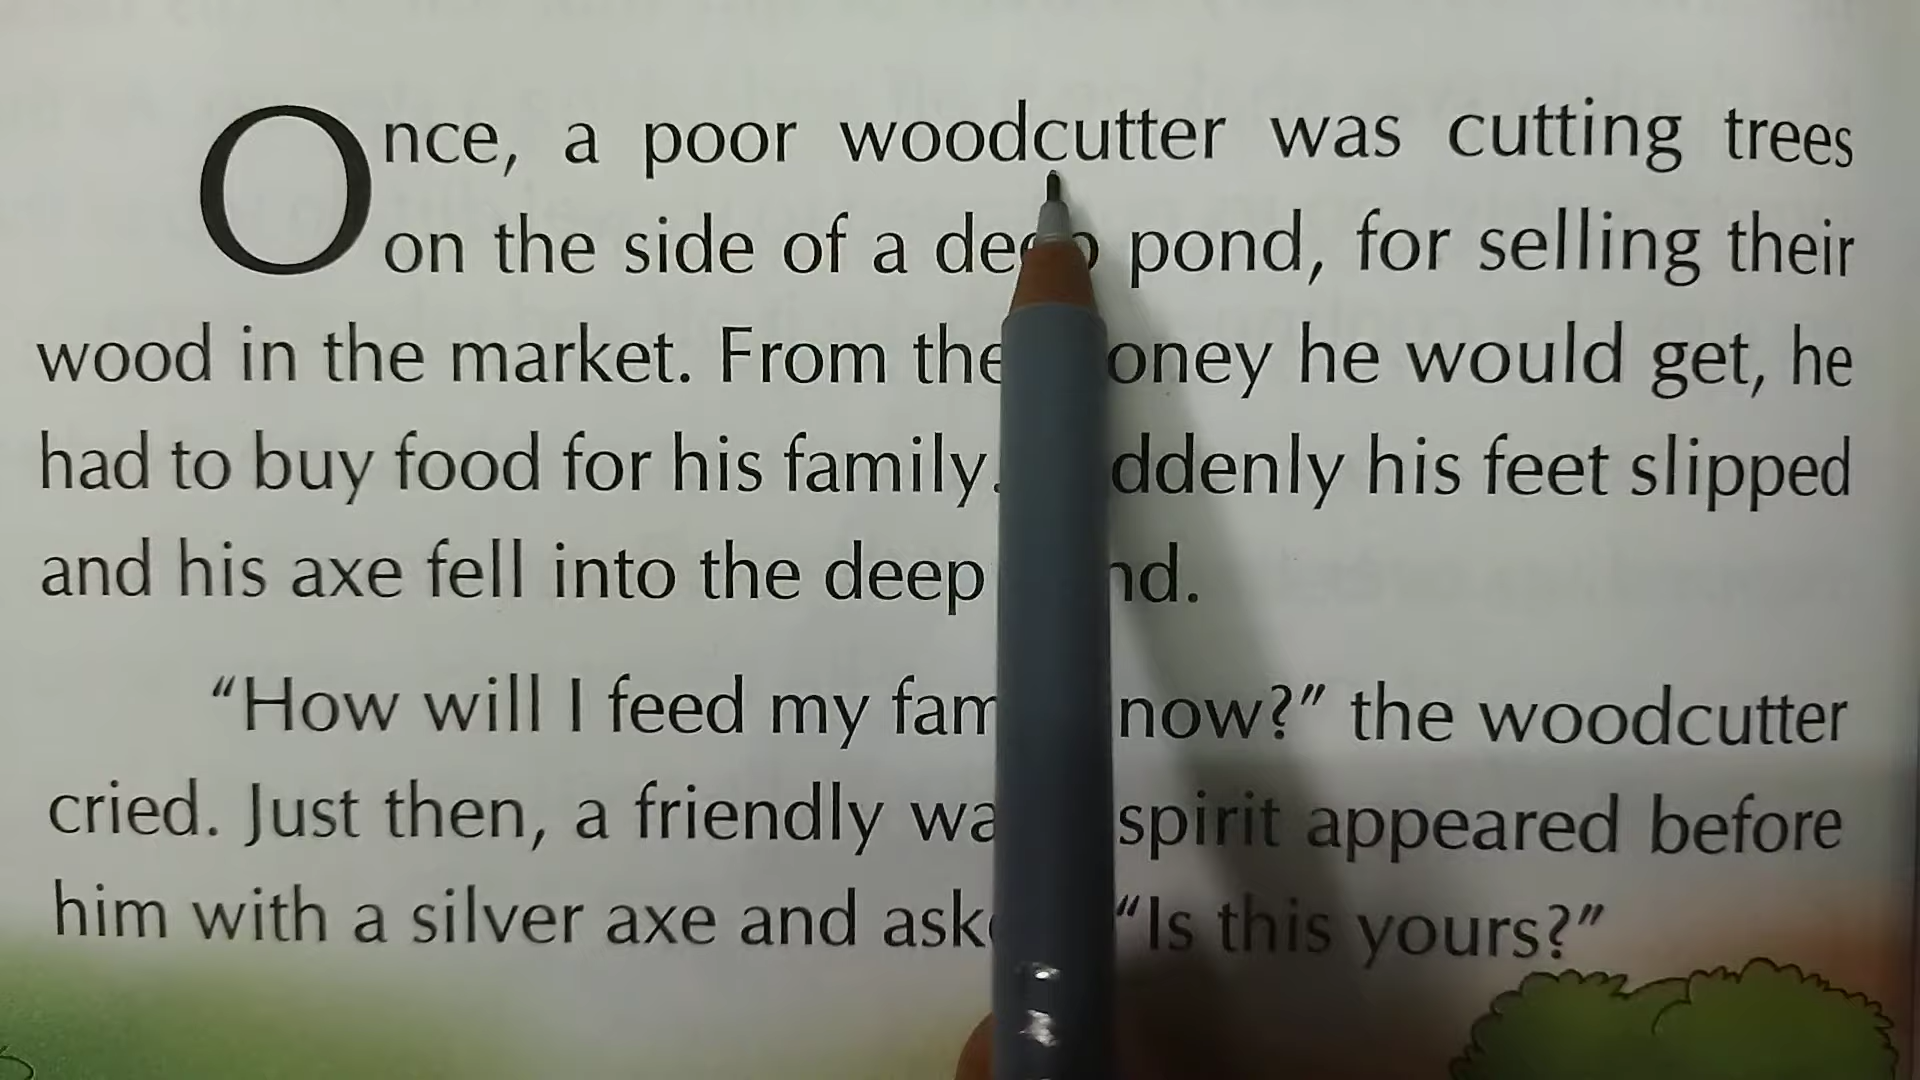 Once, a poor woodcutter was cutting trees
on the side of a deep pond, for selling their
wood in the market. From the oney he would get, he
had to buy food for his family. ddenly his feet slipped
and his axe fell into the deep nd.
“How will I feed my fam now?” the woodcutter
cried. Just then, a friendly wa spirit appeared before
him with a silver axe and ask “Is this yours?”